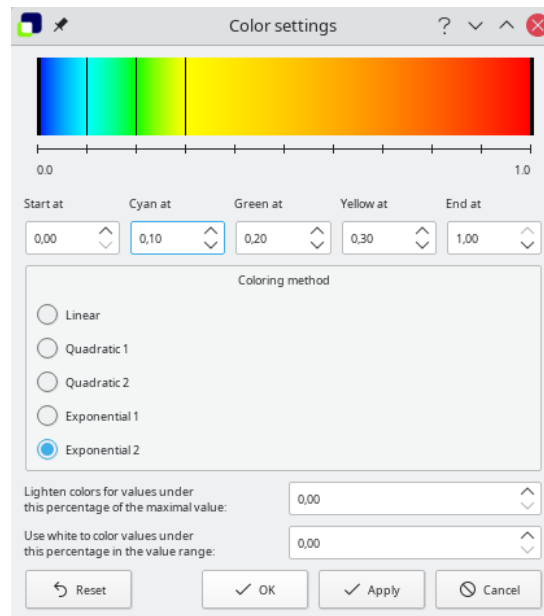 Color settings
0.0 1.0
Start at Cyan at Green at Yellow at End at
0,00 0,10 0,20 0,30 1,00
Coloring method
Linear
Quadratic 1
Quadratic 2
Exponential 1
Exponential 2
Lighten colors for values under
this percentage of the maximal value:
0,00
Use white to color values under
this percentage in the value range:
0,00
Reset OK Apply Cancel